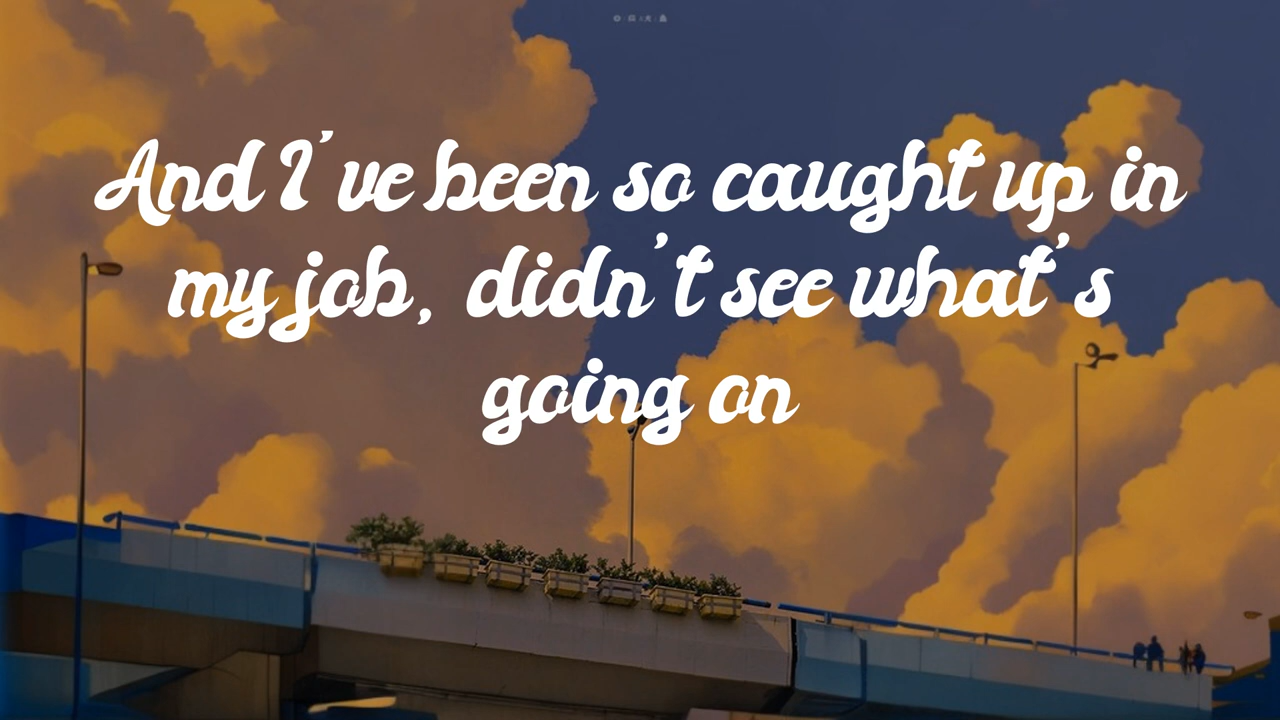 And I've been so caught up in
my job, didn't see what's
going on